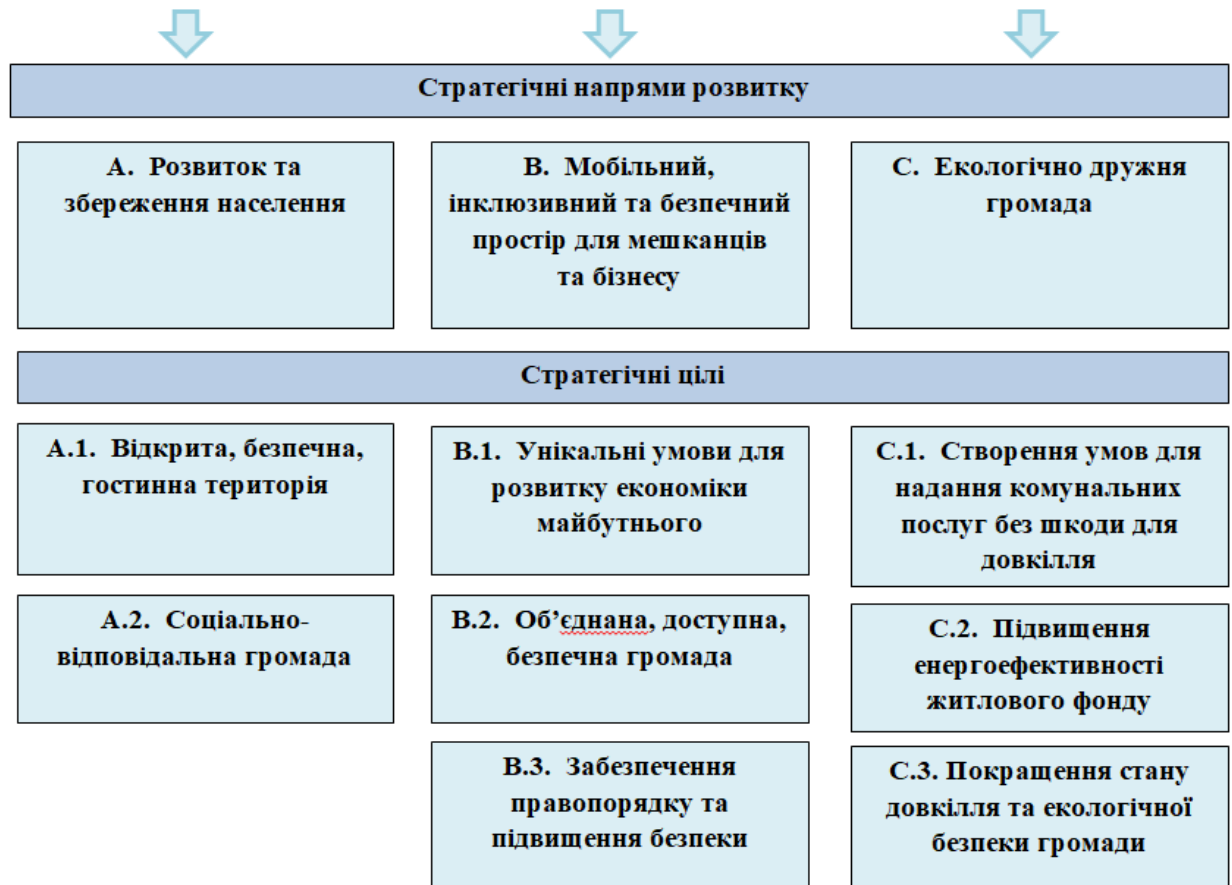 Стратегічні напрями розвитку
А. Розвиток та
збереження населення
В. Мобільний,
інклюзивний та безпечний
простір для мешканців
та бізнесу
С. Екологічно дружня
громада
Стратегічні цілі
А.1. Відкрита, безпечна,
гостинна територія
В.1. Унікальні умови для
розвитку економіки
майбутнього
С.1. Створення умов для
надання комунальних
послуг без шкоди для
довкілля
А.2. Соціально-
відповідальна громада
В.2. Об’єднана, доступна,
безпечна громада
С.2. Підвищення
енергоефективності
житлового фонду
В.3. Забезпечення
правопорядку та
підвищення безпеки
С.3. Покращення стану
довкілля та екологічної
безпеки громади